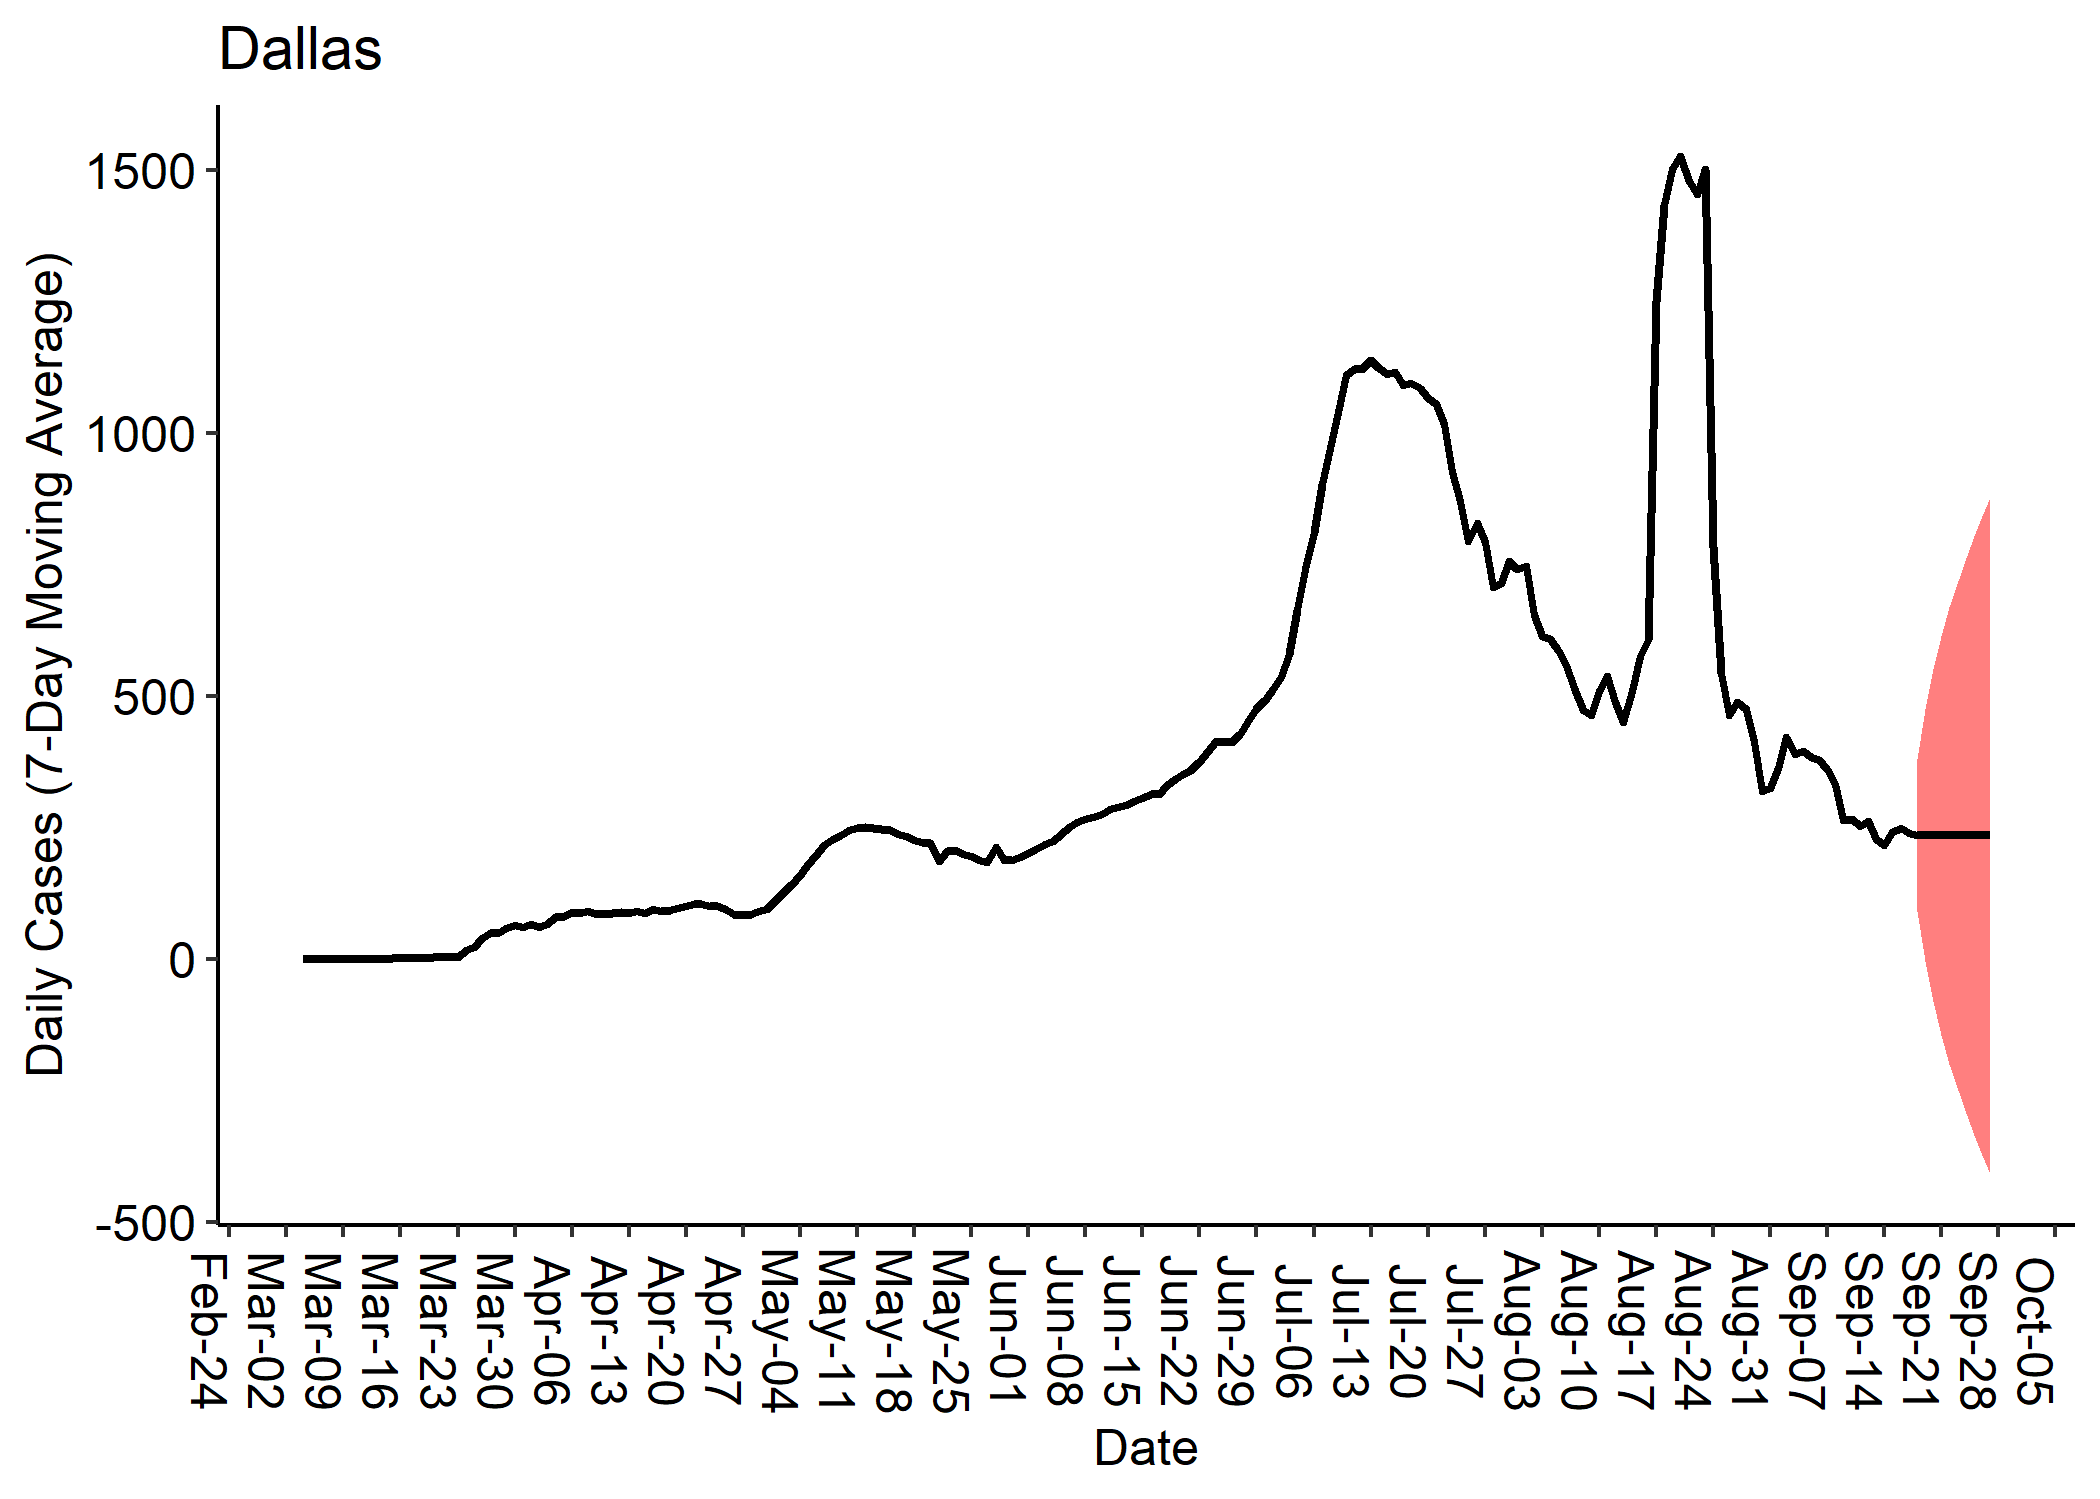 Dallas
Daily Cases (7-Day Moving Average)
1500
1000
500
0
-500
Feb-24
Mar-02
Mar-09
Mar-16
Mar-23
Mar-30
Apr-06
Apr-13
Apr-20
Apr-27
May-04
May-11
May-18
May-25
Jun-01
Jun-08
Jun-15
Jun-22
Jun-29
Jul-06
Jul-13
Jul-20
Jul-27
Aug-03
Aug-10
Aug-17
Aug-24
Aug-31
Sep-07
Sep-14
Sep-21
Sep-28
Oct-05
Date